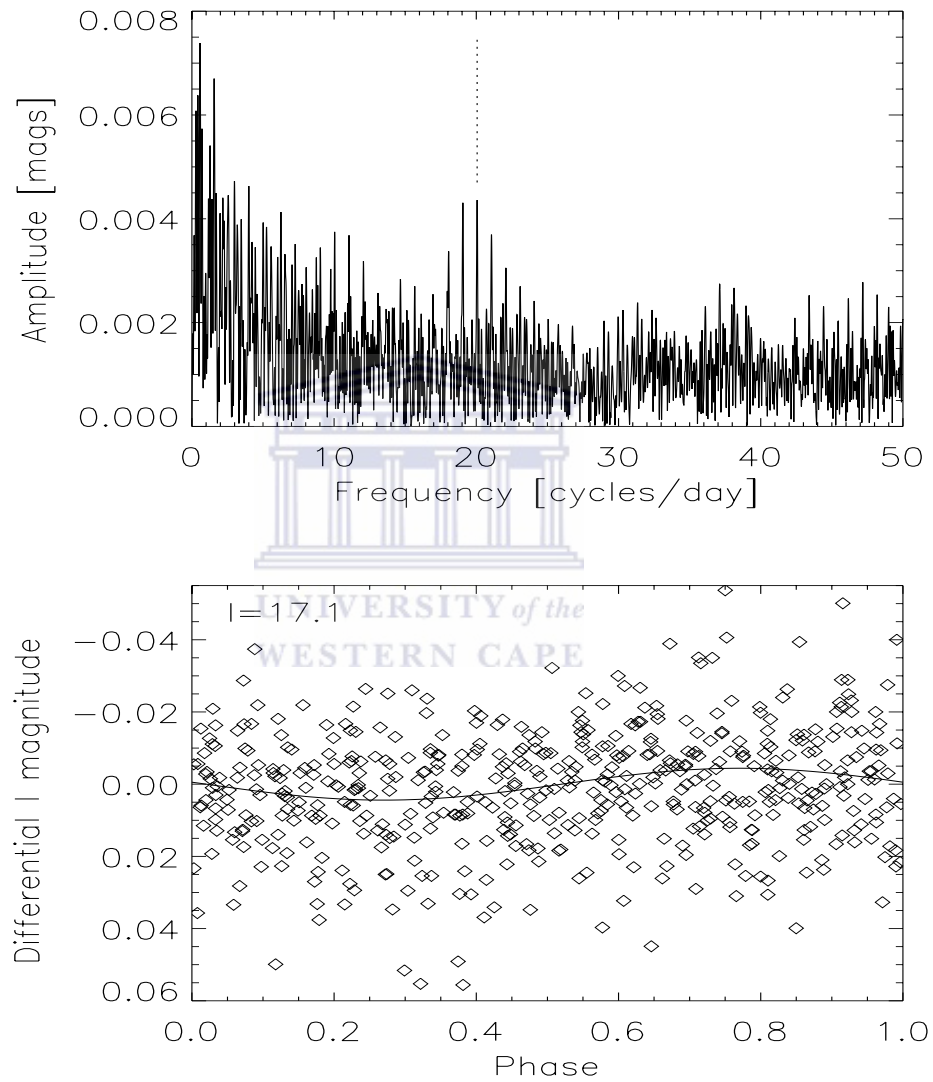 0.008
0.006
0.004
0.002
0.000
Amplitude [mags]
0 10 20 30 40 50
Frequency [cycles/day]
I=17.1
UNIVERSITY of the
WESTERN CAPE
−0.04
−0.02
0.00
0.02
0.04
0.06
Differential I magnitude
0.0 0.2 0.4 0.6 0.8 1.0
Phase